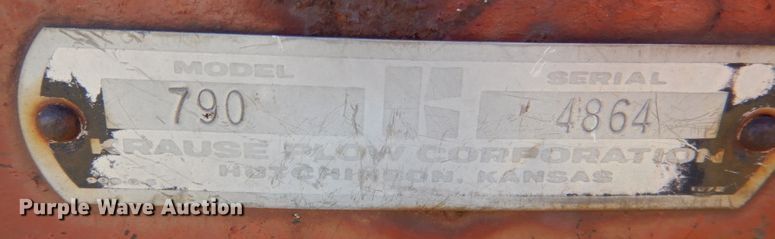 MODEL SERIAL
790 4864
KRAUSE PLOW CORPORATION
HUTCHINSON, KANSAS
Purple Wave Auction